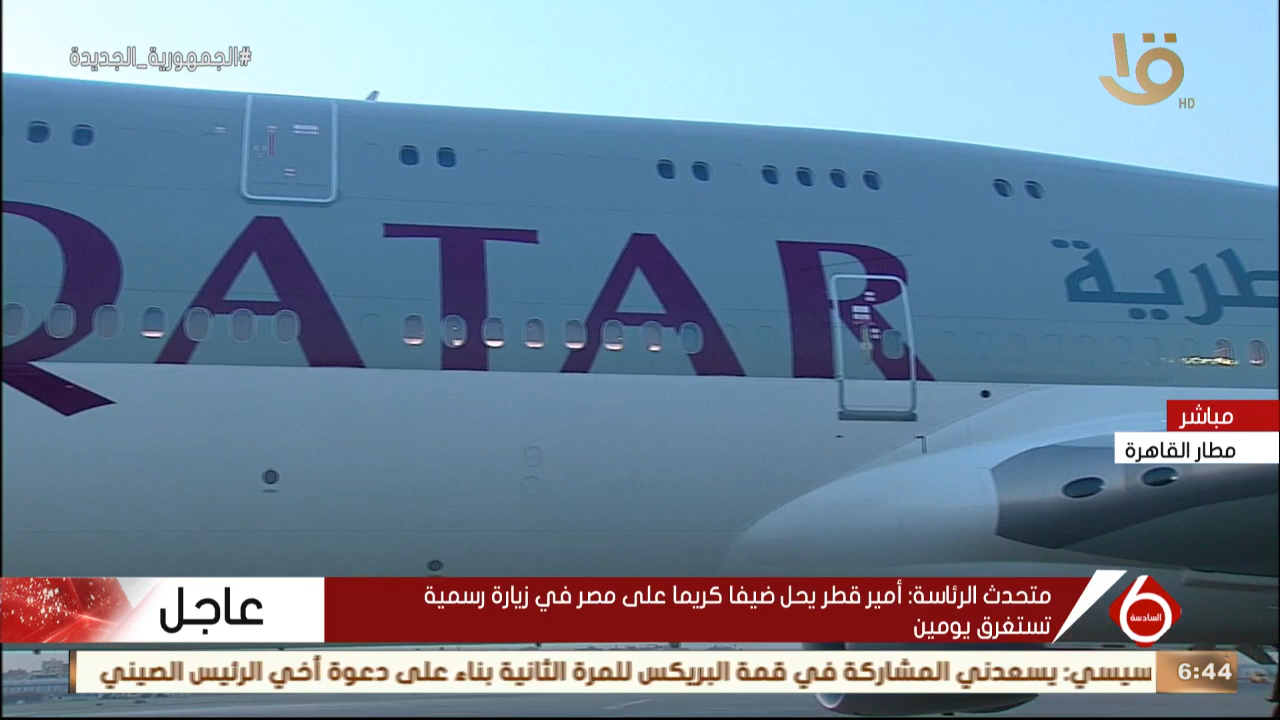 #الجمهورية_الجديدة
HD
QATAR
طرية
مباشر
مطار القاهرة
عاجل
متحدث الرئاسة: أمير قطر يحل ضيفا كريما على مصر في زيارة رسمية
تستغرق يومين
6
السادسة
سيسي: يسعدني المشاركة في قمة البريكس للمرة الثانية بناء على دعوة أخي الرئيس الصيني
6:44